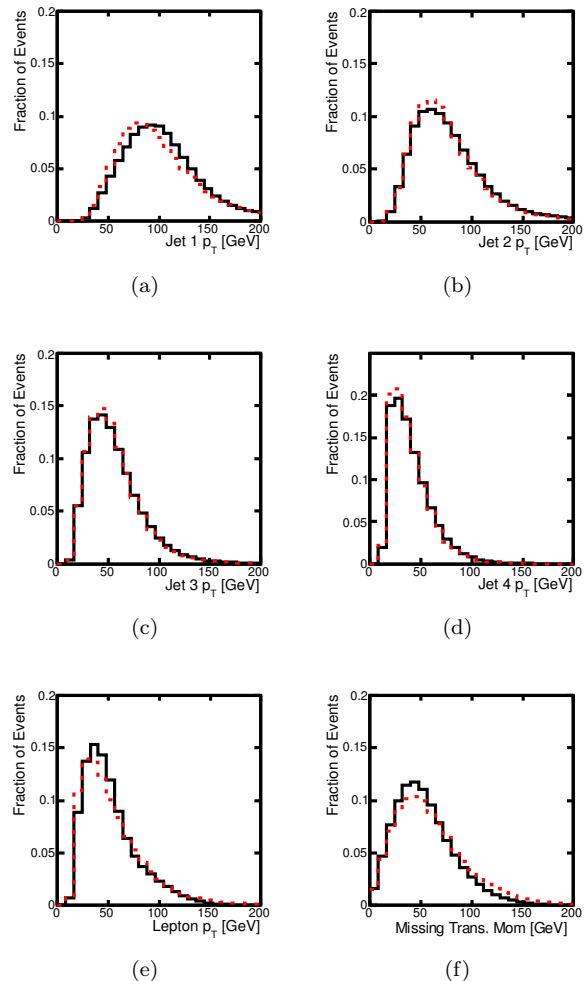 Fraction of Events
0.2
0.15
0.1
0.05
0
0 50 100 150 200
Jet 1 p_T [GeV]
(a)
Fraction of Events
0.2
0.15
0.1
0.05
0
0 50 100 150 200
Jet 2 p_T [GeV]
(b)
Fraction of Events
0.2
0.15
0.1
0.05
0
0 50 100 150 200
Jet 3 p_T [GeV]
(c)
Fraction of Events
0.2
0.2
0.15
0.1
0.05
0
0 50 100 150 200
Jet 4 p_T [GeV]
(d)
Fraction of Events
0.2
0.15
0.1
0.05
0
0 50 100 150 200
Lepton p_T [GeV]
(e)
Fraction of Events
0.2
0.15
0.1
0.05
0
0 50 100 150 200
Missing Trans. Mom [GeV]
(f)